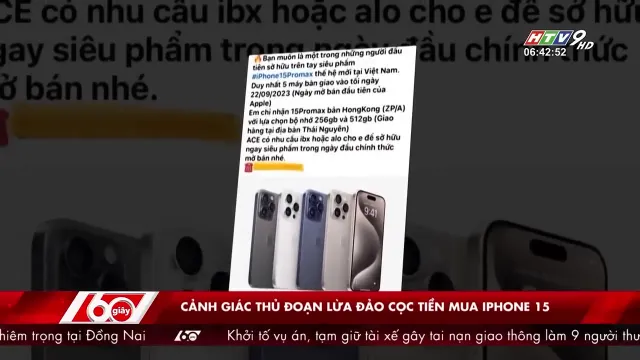 ACE có nhu cầu ibx hoặc alo cho e để sở hữu
ngay siêu phẩm trong ngày đầu chính thức
mở bán nhé.
HTV9 HD
06:42:52
🔥Bạn muốn là một trong những người đầu
tiên sở hữu trên tay siêu phẩm
#iPhone15Promax thế hệ mới tại Việt Nam.
Duy nhất 5 máy bàn giao vào tối ngày
22/09/2023 (Ngày mở bán đầu tiên của
Apple)
Em chỉ nhận 15Promax bản HongKong (ZP/A)
với lựa chọn bộ nhớ 256gb và 512gb (Giao
hàng tại địa bàn Thái Nguyên)
ACE có nhu cầu ibx hoặc alo cho e để sở hữu
ngay siêu phẩm trong ngày đầu chính thức
mở bán nhé.
9:41
60 giây
CẢNH GIÁC THỦ ĐOẠN LỪA ĐẢO CỌC TIỀN MUA IPHONE 15
hiêm trọng tại Đồng Nai
60
Khởi tố vụ án, tạm giữ tài xế gây tai nạn giao thông làm 9 người thư